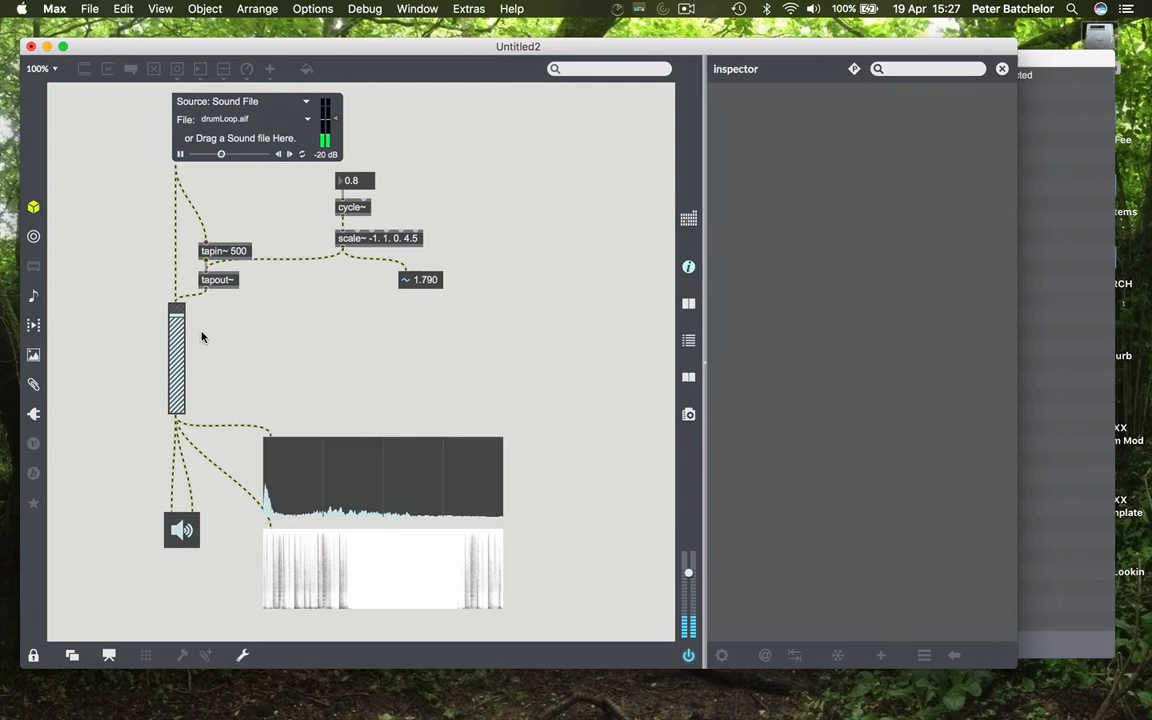 Max File Edit View Object Arrange Options Debug Window Extras Help 100% 19 Apr 15:27 Peter Batchelor
Untitled2
100%
inspector
cted
Source: Sound File
File: drumLoop.aif
or Drag a Sound file Here.
-20 dB
Fee
0.8
cycle~
tems
scale~ -1. 1. 0. 4.5
tapin~ 500
tapout~
~ 1.790
RCH
urb
XX
m Mod
XX
nplate
Lookin